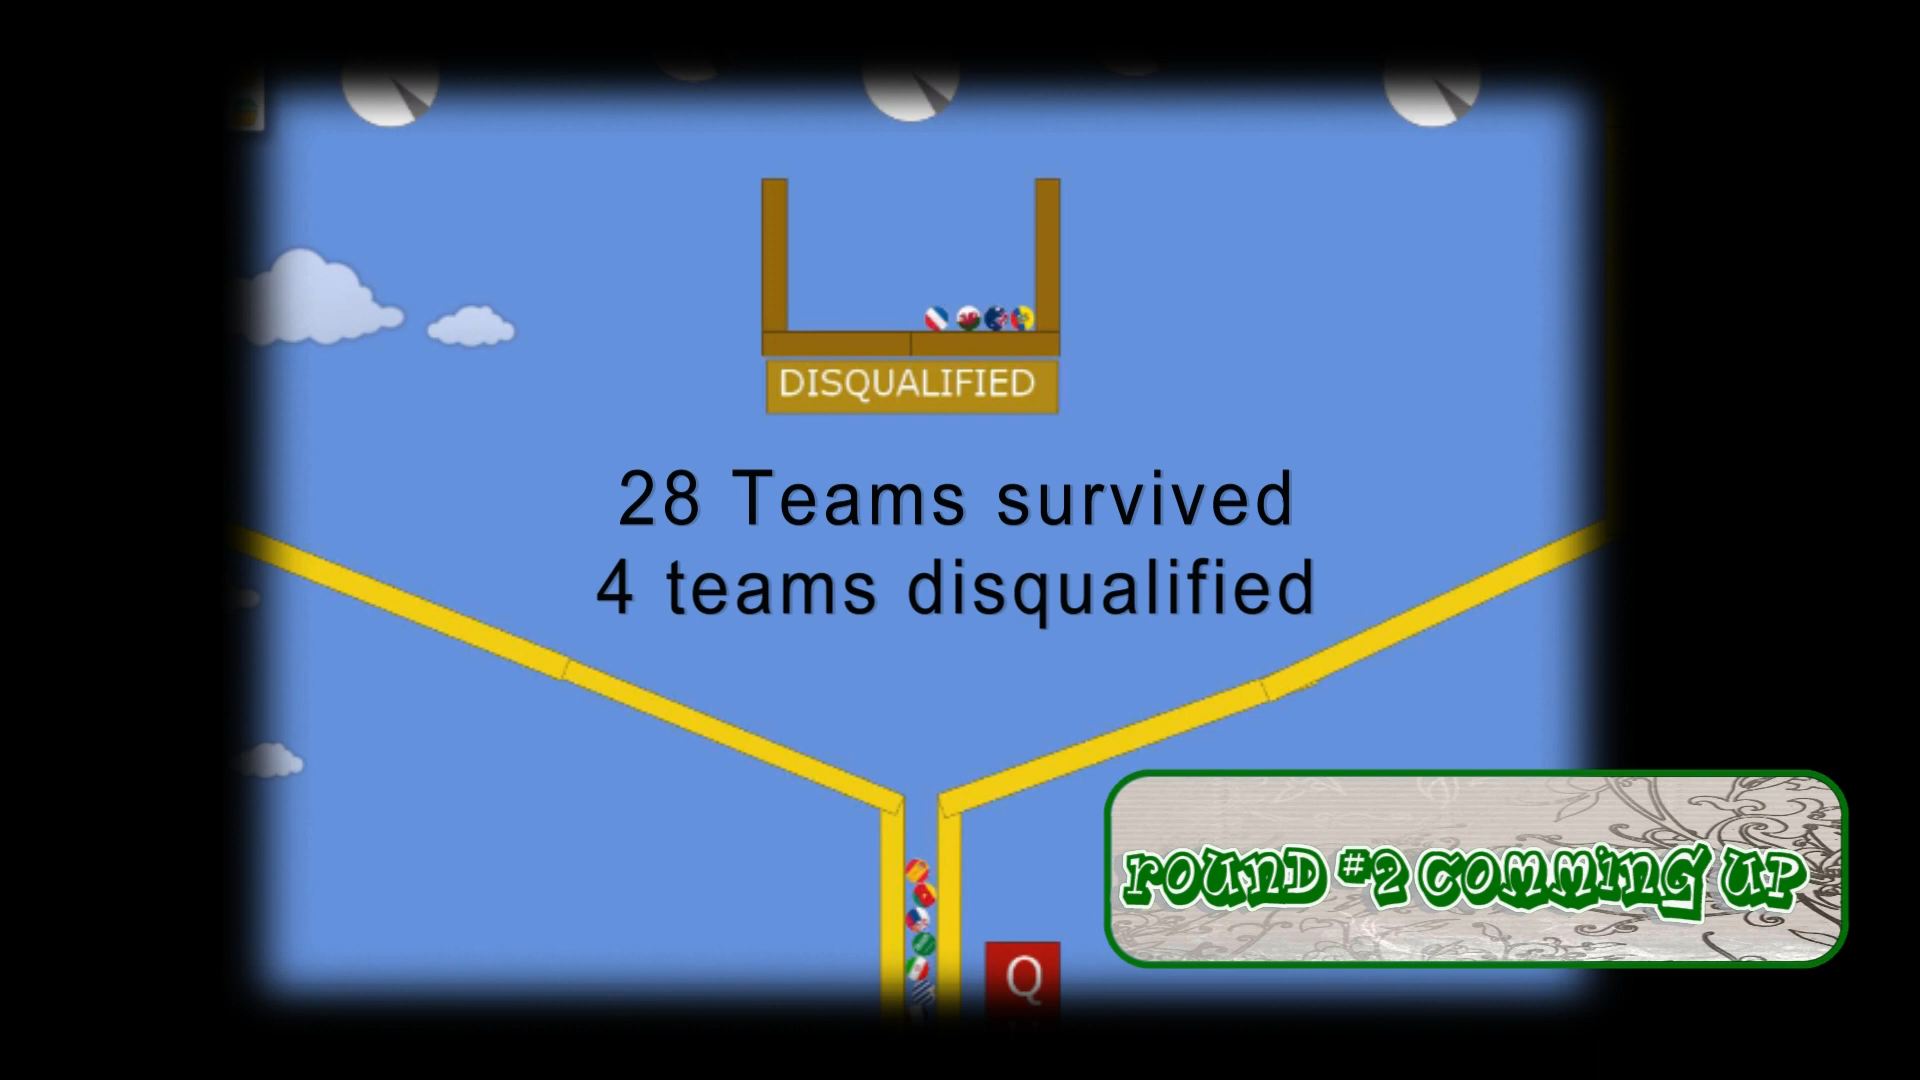 DISQUALIFIED
28 Teams survived
4 teams disqualified
ROUND #2 COMMING UP
Q